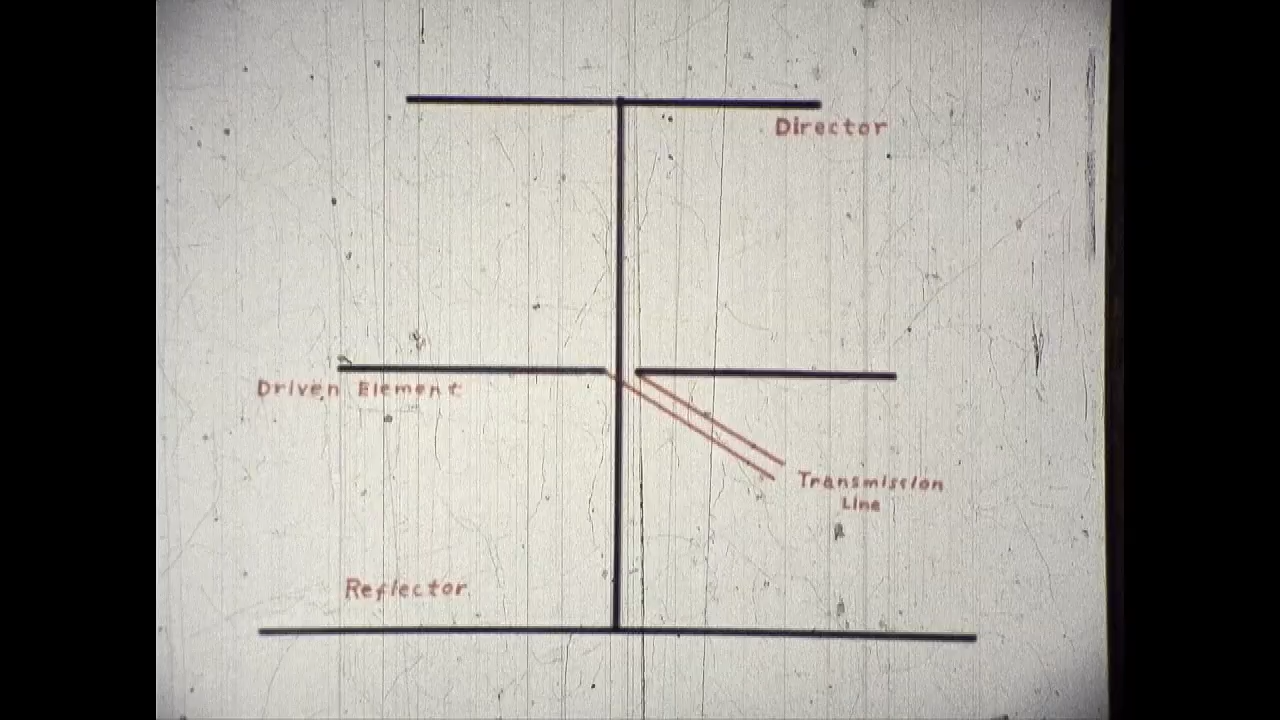 Director
Driven Element
Transmission
Line
Reflector